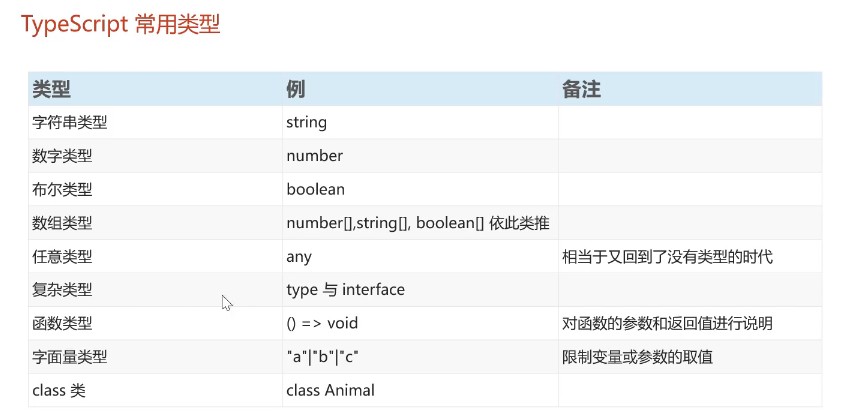 TypeScript 常用类型
类型 例 备注
字符串类型 string
数字类型 number
布尔类型 boolean
数组类型 number[],string[], boolean[] 依此类推
任意类型 any 相当于又回到了没有类型的时代
复杂类型 type 与 interface
函数类型 () => void 对函数的参数和返回值进行说明
字面量类型 "a"|"b"|"c" 限制变量或参数的取值
class 类 class Animal